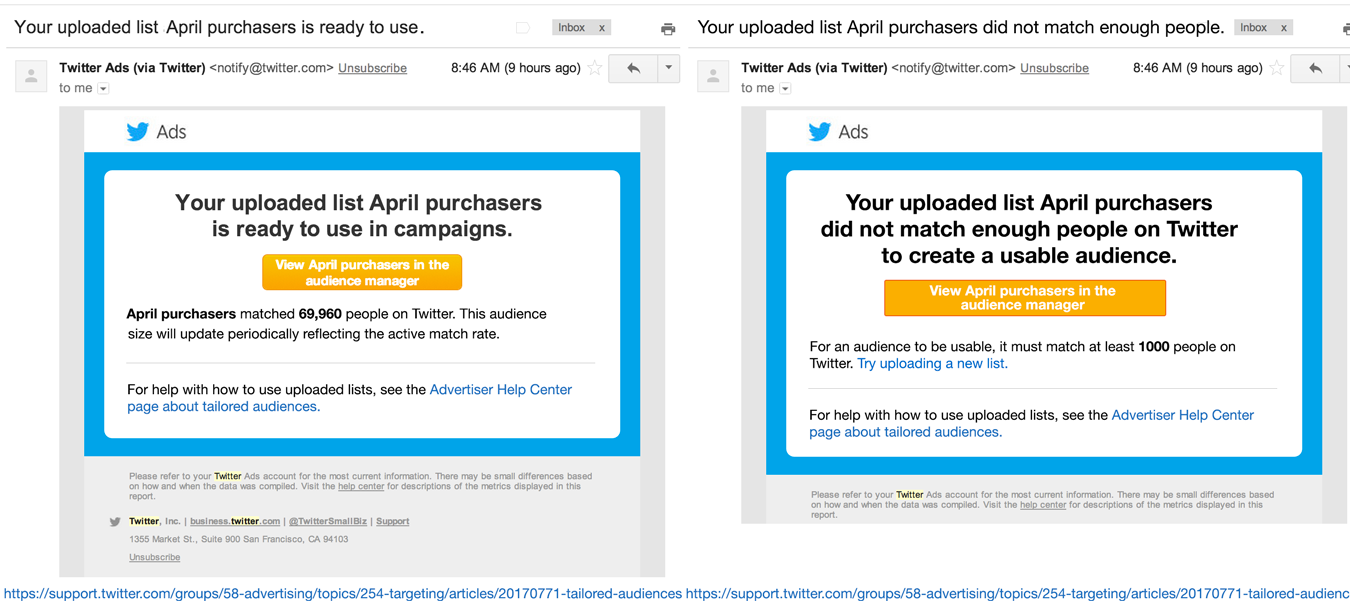 Your uploaded list April purchasers is ready to use.
Inbox x
Twitter Ads (via Twitter) <notify@twitter.com> Unsubscribe
8:46 AM (9 hours ago)
to me
Ads
Your uploaded list April purchasers
is ready to use in campaigns.
View April purchasers in the
audience manager
April purchasers matched 69,960 people on Twitter. This audience
size will update periodically reflecting the active match rate.
For help with how to use uploaded lists, see the Advertiser Help Center
page about tailored audiences.
Please refer to your Twitter Ads account for the most current information. There may be small differences based
on how and when the data was compiled. Visit the help center for descriptions of the metrics displayed in this
report.
Twitter, Inc. | business.twitter.com | @TwitterSmallBiz | Support
1355 Market St., Suite 900 San Francisco, CA 94103
Unsubscribe
https://support.twitter.com/groups/58-advertising/topics/254-targeting/articles/20170771-tailored-audiences
Your uploaded list April purchasers did not match enough people.
Inbox x
Twitter Ads (via Twitter) <notify@twitter.com> Unsubscribe
8:46 AM (9 hours ago)
to me
Ads
Your uploaded list April purchasers
did not match enough people on Twitter
to create a usable audience.
View April purchasers in the
audience manager
For an audience to be usable, it must match at least 1000 people on
Twitter. Try uploading a new list.
For help with how to use uploaded lists, see the Advertiser Help Center
page about tailored audiences.
Please refer to your Twitter Ads account for the most current information. There may be small differences based
on how and when the data was compiled. Visit the help center for descriptions of the metrics displayed in this
report.
https://support.twitter.com/groups/58-advertising/topics/254-targeting/articles/20170771-tailored-audienc